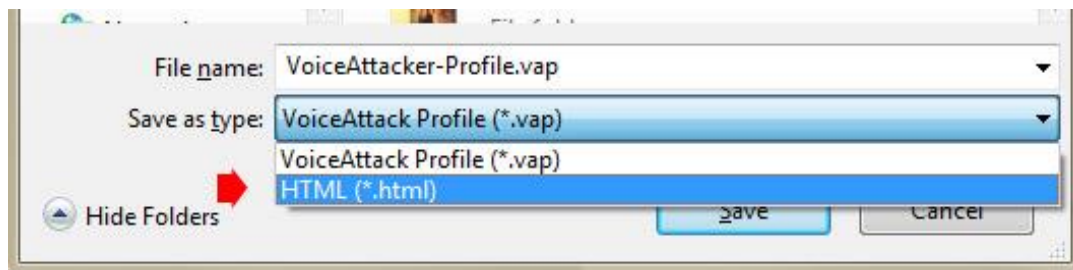 File name: VoiceAttacker-Profile.vap
Save as type: VoiceAttack Profile (*.vap)
VoiceAttack Profile (*.vap)
HTML (*.html)
Hide Folders Save Cancel